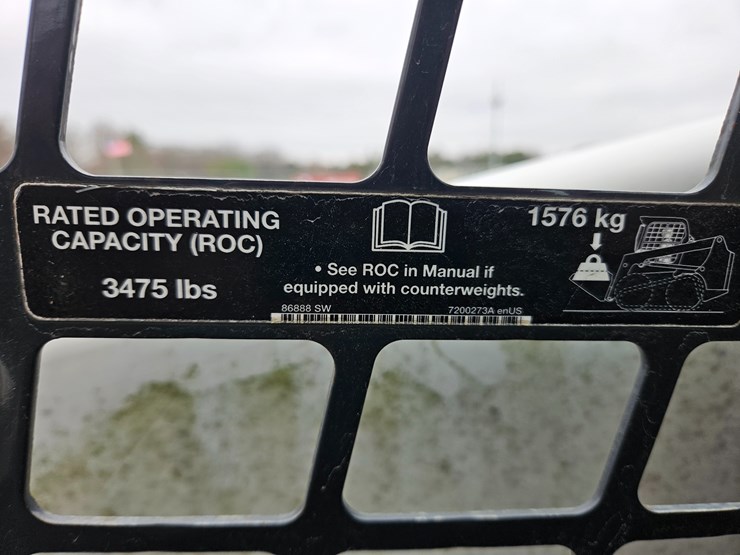 RATED OPERATING
CAPACITY (ROC)
3475 lbs
• See ROC in Manual if
equipped with counterweights.
86888 SW
7200273A enUS
1576 kg